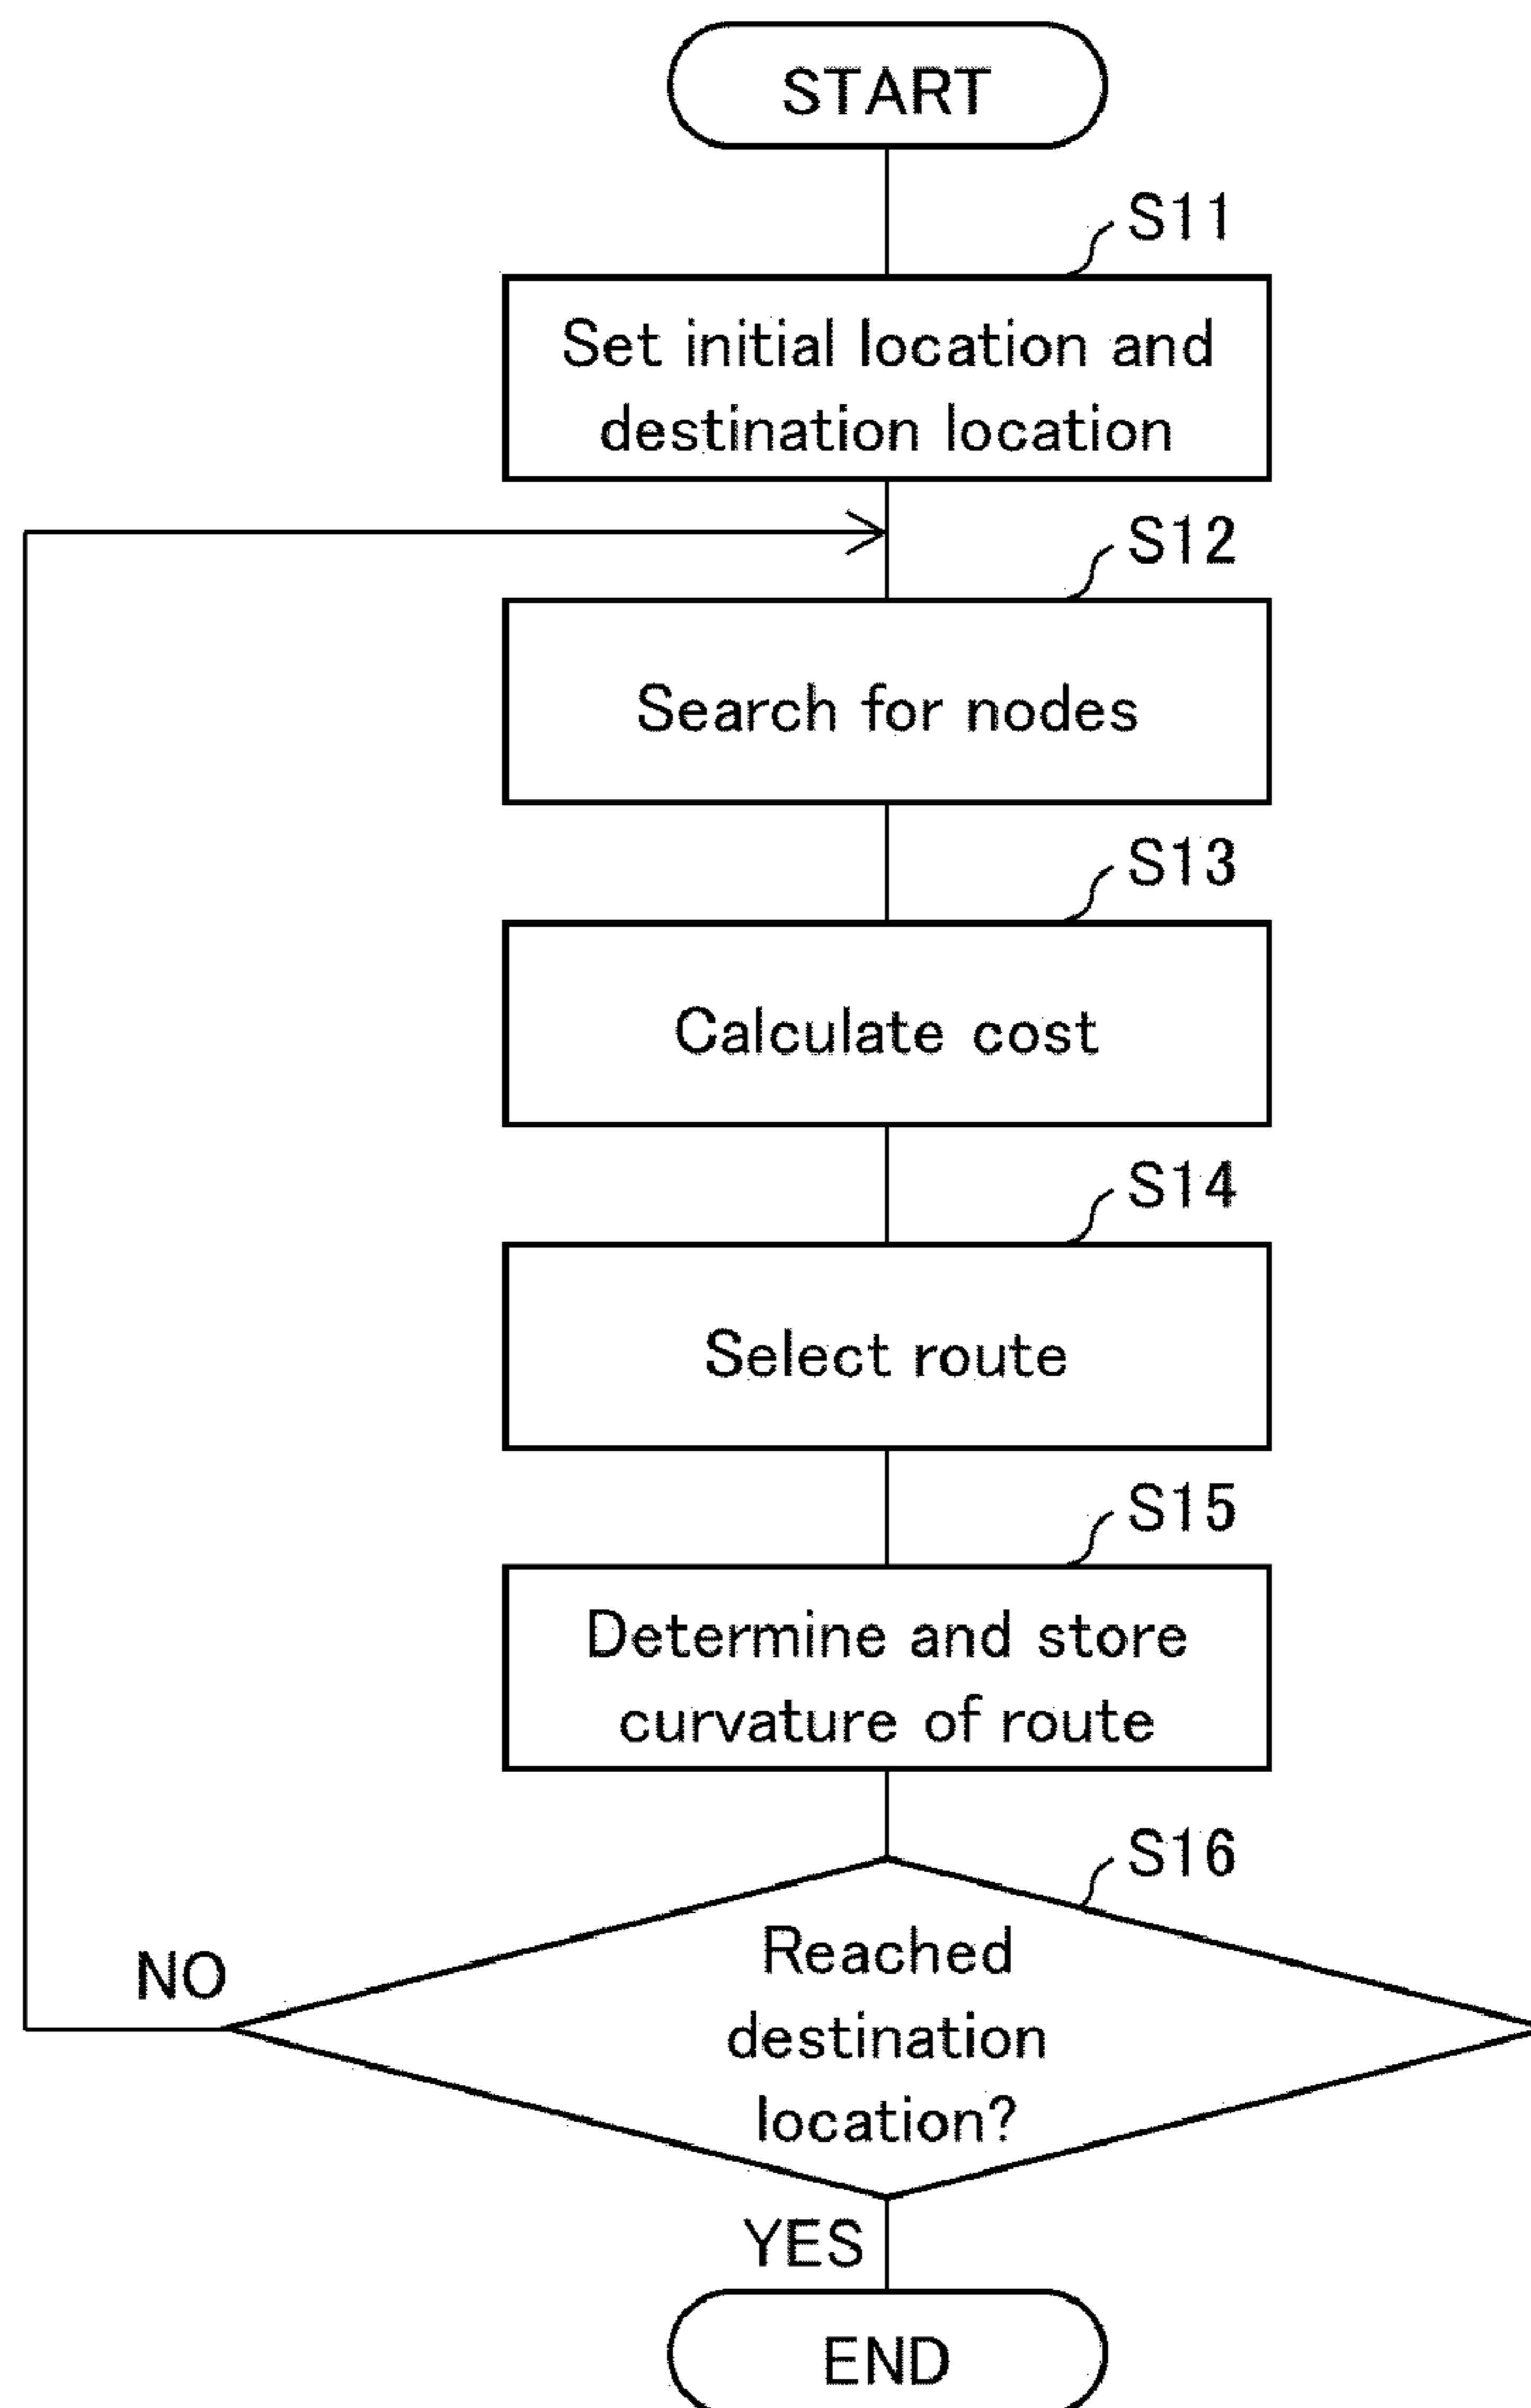 START
S11
Set initial location and
destination location
S12
Search for nodes
S13
Calculate cost
S14
Select route
S15
Determine and store
curvature of route
S16
Reached
destination
location?
NO
YES
END